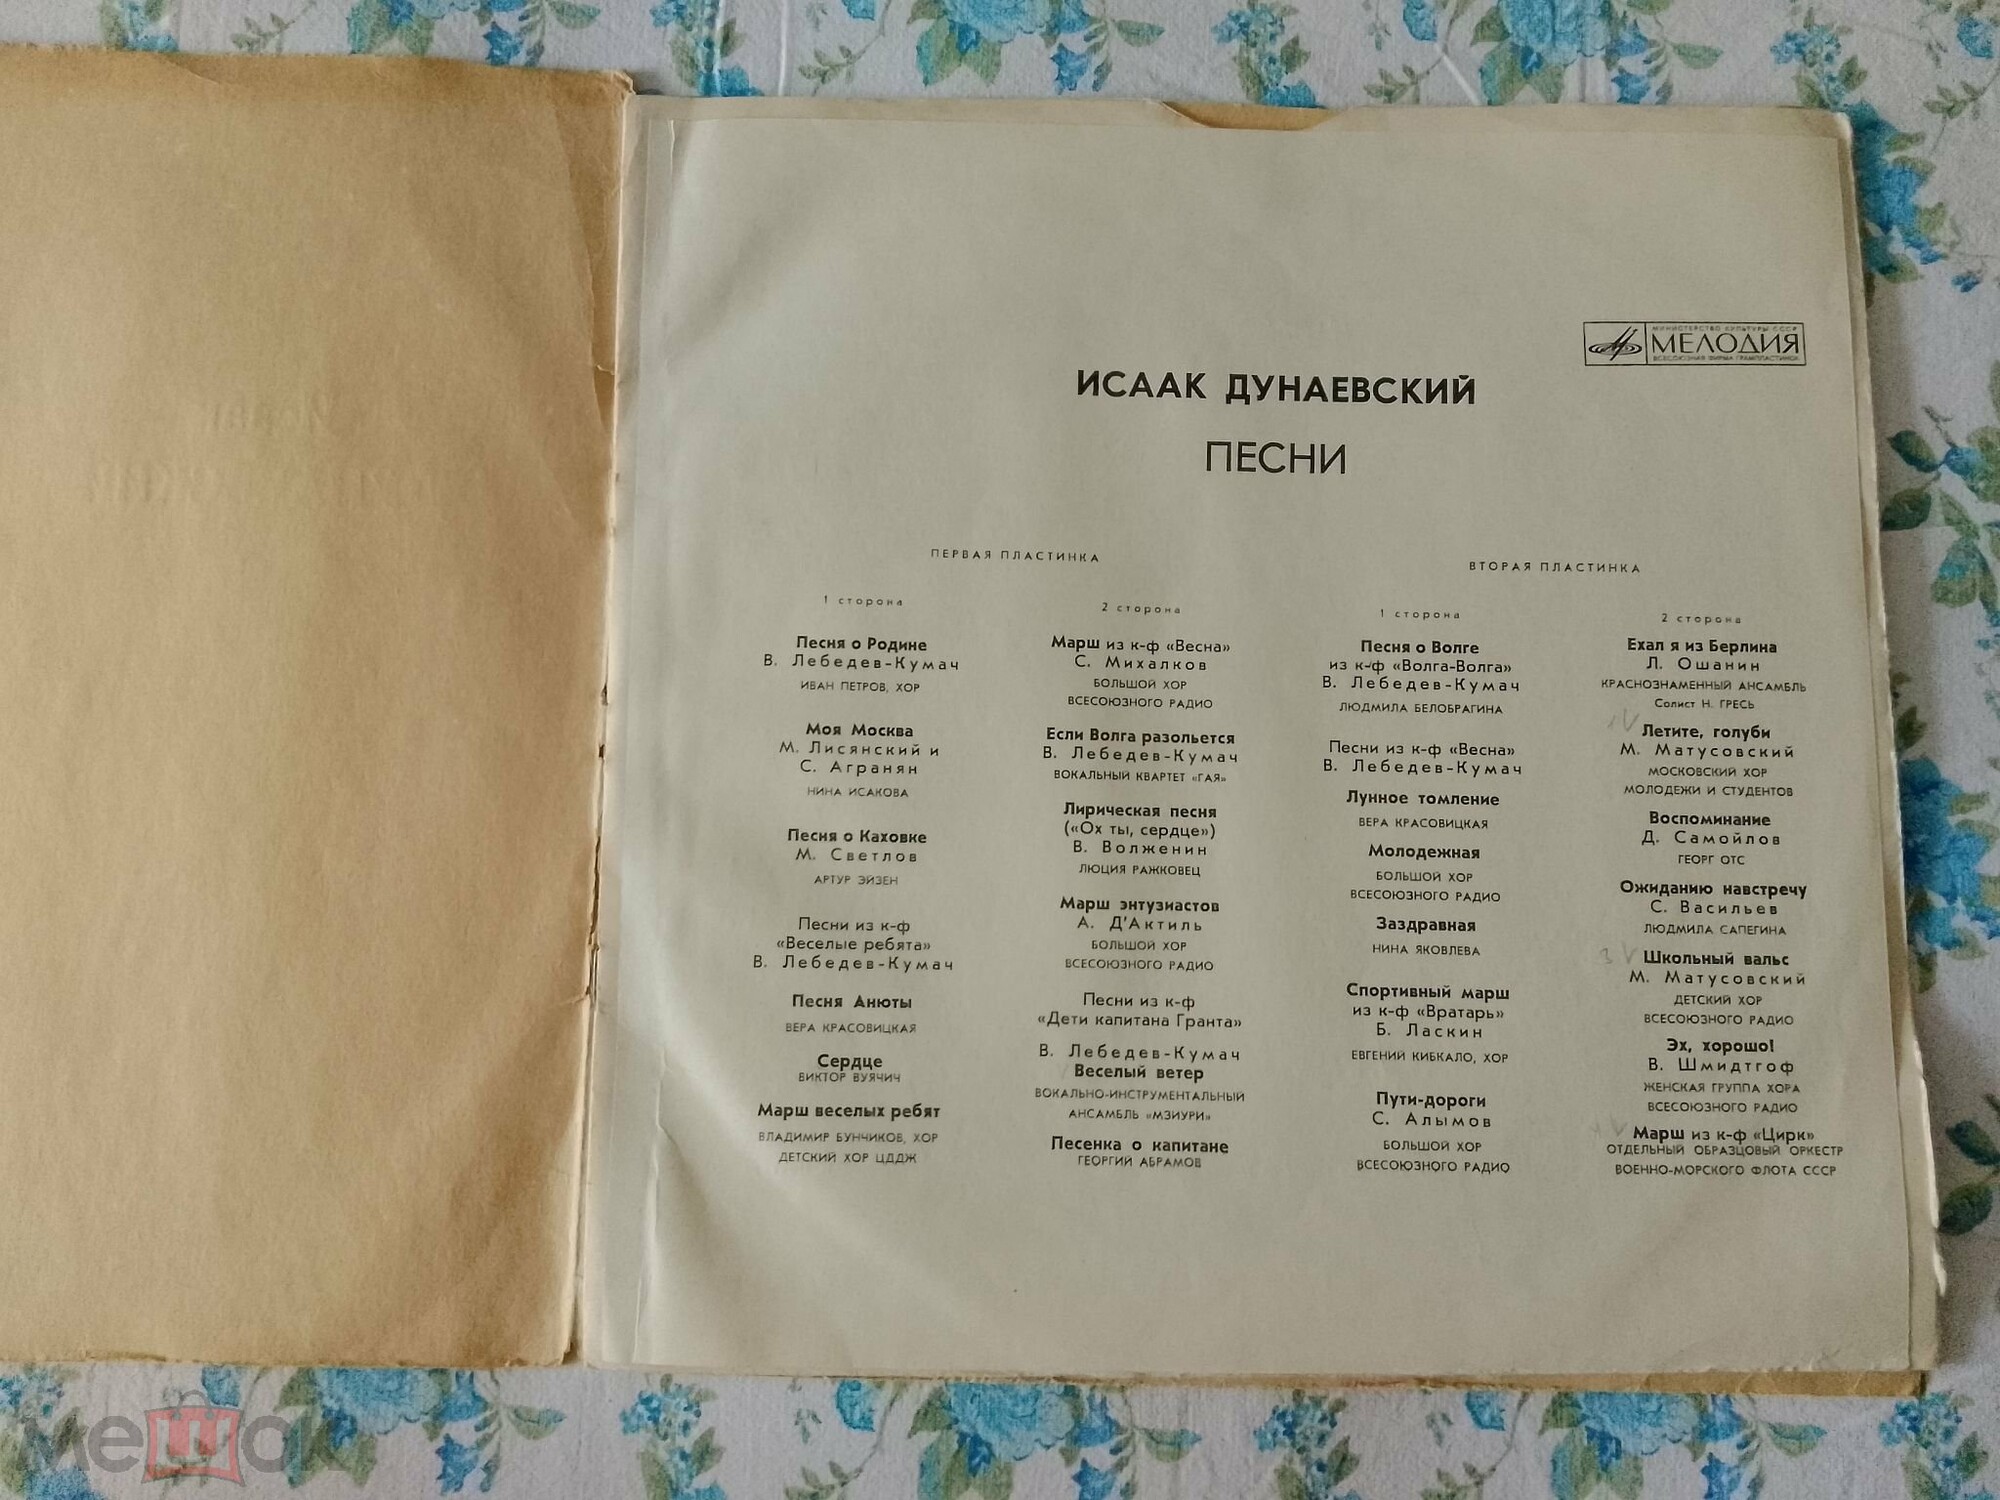 МИНИСТЕРСТВО КУЛЬТУРЫ СССР
МЕЛОДИЯ
ВСЕСОЮЗНАЯ ФИРМА ГРАМПЛАСТИНОК
ИСААК ДУНАЕВСКИЙ
ПЕСНИ
ПЕРВАЯ ПЛАСТИНКА
1 сторона
Песня о Родине
В. Лебедев-Кумач
ИВАН ПЕТРОВ, ХОР
Моя Москва
М. Лисянский и
С. Агранян
НИНА ИСАКОВА
Песня о Каховке
М. Светлов
АРТУР ЭЙЗЕН
Песни из к-ф
«Веселые ребята»
В. Лебедев-Кумач
Песня Анюты
ВЕРА КРАСОВИЦКАЯ
Сердце
ВИКТОР ВУЯЧИЧ
Марш веселых ребят
ВЛАДИМИР БУНЧИКОВ, ХОР
ДЕТСКИЙ ХОР ЦДДЖ
2 сторона
Марш из к-ф «Весна»
С. Михалков
БОЛЬШОЙ ХОР
ВСЕСОЮЗНОГО РАДИО
Если Волга разольется
В. Лебедев-Кумач
ВОКАЛЬНЫЙ КВАРТЕТ «ГАЯ»
Лирическая песня
(«Ох ты, сердце»)
В. Волженин
ЛЮЦИЯ РАЖКОВЕЦ
Марш энтузиастов
А. Д'Актиль
БОЛЬШОЙ ХОР
ВСЕСОЮЗНОГО РАДИО
Песни из к-ф
«Дети капитана Гранта»
В. Лебедев-Кумач
Веселый ветер
ВОКАЛЬНО-ИНСТРУМЕНТАЛЬНЫЙ
АНСАМБЛЬ «МЗИУРИ»
Песенка о капитане
ГЕОРГИЙ АБРАМОВ
ВТОРАЯ ПЛАСТИНКА
1 сторона
Песня о Волге
из к-ф «Волга-Волга»
В. Лебедев-Кумач
ЛЮДМИЛА БЕЛОБРАГИНА
Песни из к-ф «Весна»
В. Лебедев-Кумач
Лунное томление
ВЕРА КРАСОВИЦКАЯ
Молодежная
БОЛЬШОЙ ХОР
ВСЕСОЮЗНОГО РАДИО
Заздравная
НИНА ЯКОВЛЕВА
Спортивный марш
из к-ф «Вратарь»
Б. Ласкин
ЕВГЕНИЙ КИБКАЛО, ХОР
Пути-дороги
С. Алымов
БОЛЬШОЙ ХОР
ВСЕСОЮЗНОГО РАДИО
2 сторона
Ехал я из Берлина
Л. Ошанин
КРАСНОЗНАМЕННЫЙ АНСАМБЛЬ
Солист Н. ГРЕСЬ
Летите, голуби
М. Матусовский
МОСКОВСКИЙ ХОР
МОЛОДЕЖИ И СТУДЕНТОВ
Воспоминание
Д. Самойлов
ГЕОРГ ОТС
Ожиданию навстречу
С. Васильев
ЛЮДМИЛА САПЕГИНА
3 V Школьный вальс
М. Матусовский
ДЕТСКИЙ ХОР
ВСЕСОЮЗНОГО РАДИО
Эх, хорошо!
В. Шмидтгоф
ЖЕНСКАЯ ГРУППА ХОРА
ВСЕСОЮЗНОГО РАДИО
Марш из к-ф «Цирк»
ОТДЕЛЬНЫЙ ОБРАЗЦОВЫЙ ОРКЕСТР
ВОЕННО-МОРСКОГО ФЛОТА СССР
мешок